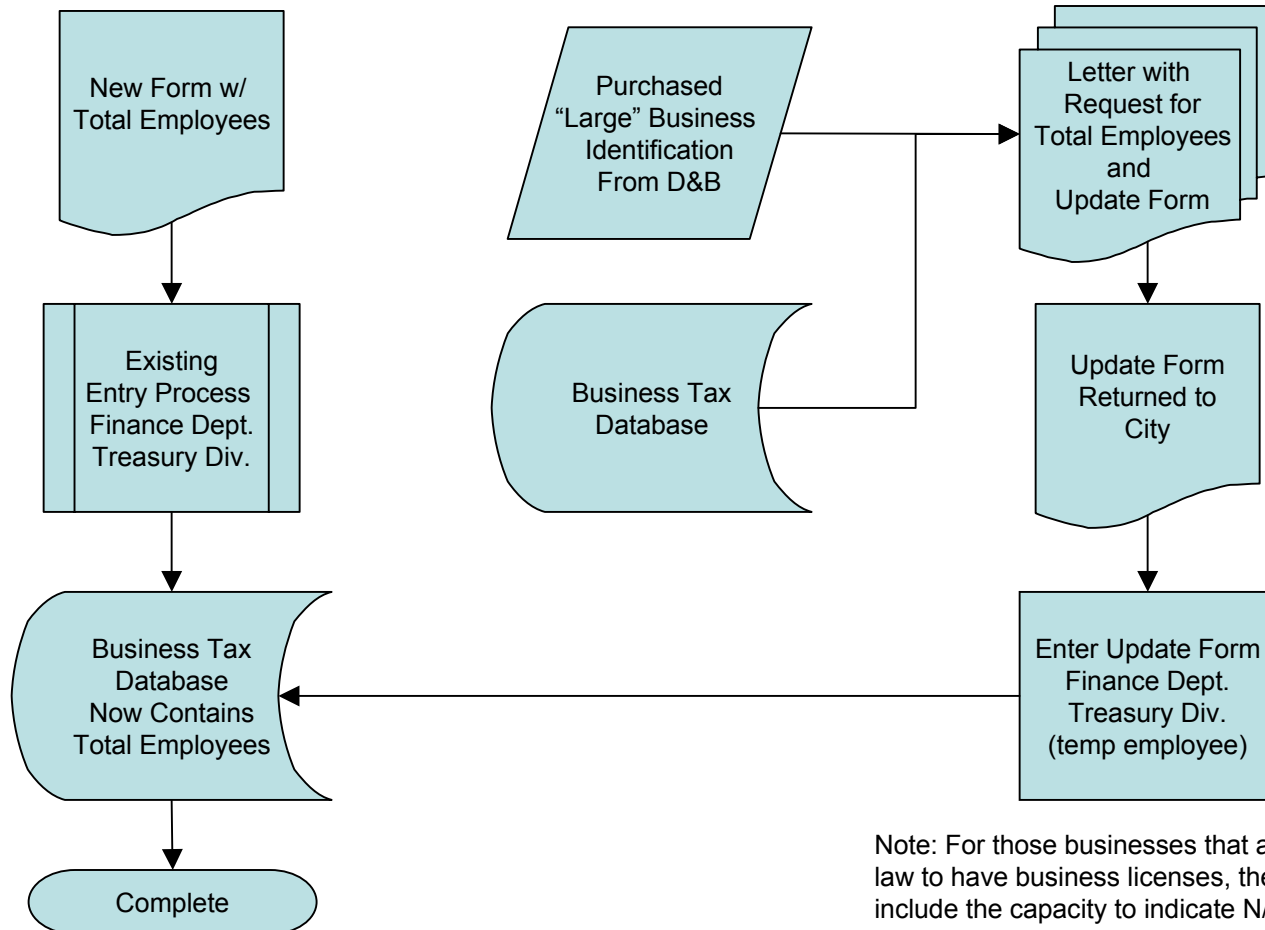 New Form w/
Total Employees
Purchased
“Large” Business
Identification
From D&B
Letter with
Request for
Total Employees
and
Update Form
Existing
Entry Process
Finance Dept.
Treasury Div.
Business Tax
Database
Update Form
Returned to
City
Business Tax
Database
Now Contains
Total Employees
Enter Update Form
Finance Dept.
Treasury Div.
(temp employee)
Complete
Note: For those businesses that
law to have business licenses,
include the capacity to indicate